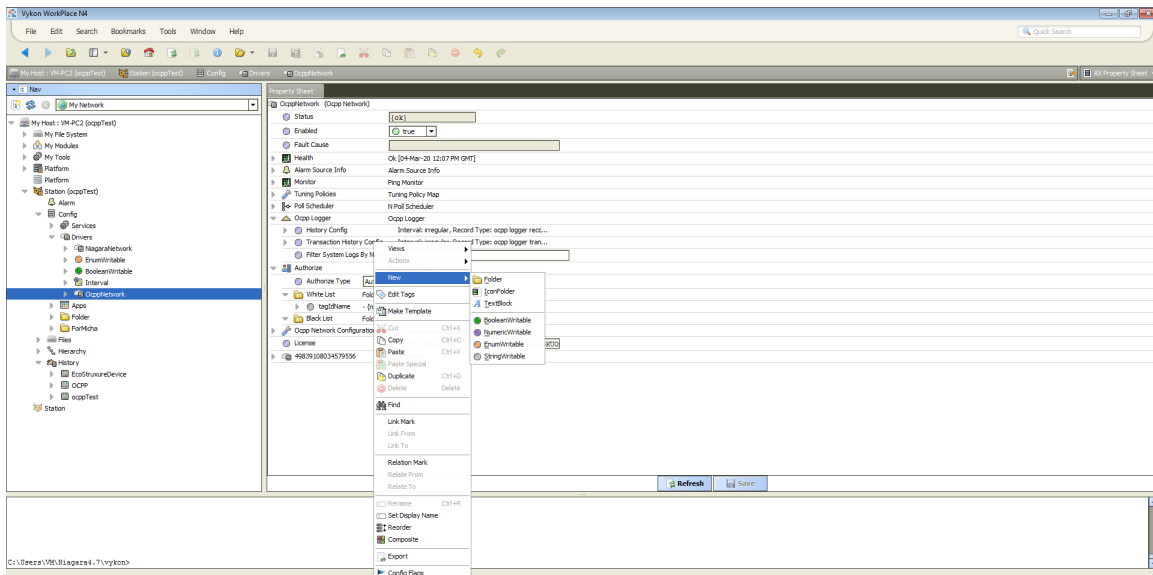 Vykon WorkPlace N4
File Edit Search Bookmarks Tools Window Help
Quick Search
My Host : VM-PC2 (ocppTest) Station (ocppTest) Config Drivers OcppNetwork
AX Property Sheet
Nav
My Network
My Host : VM-PC2 (ocppTest)
My File System
My Modules
My Tools
Platform
Platform
Station (ocppTest)
Alarm
Config
Services
Drivers
NiagaraNetwork
EnumWritable
BooleanWritable
Interval
OcppNetwork
Apps
Folder
ForMicha
Files
Hierarchy
History
EcoStruxureDevice
OCPP
ocppTest
Station
Property Sheet
OcppNetwork (Ocpp Network)
Status {ok}
Enabled true
Fault Cause
Health Ok [04-Mar-20 12:07 PM GMT]
Alarm Source Info Alarm Source Info
Monitor Ping Monitor
Tuning Policies Tuning Policy Map
Poll Scheduler N Poll Scheduler
Ocpp Logger Ocpp Logger
History Config Interval: irregular, Record Type: ocpp logger recc...
Transaction History Config Interval: irregular, Record Type: ocpp logger tran...
Filter System Logs By N
Authorize
Authorize Type Au
White List Fold
tagIdName - {n
Black List Fold
Ocpp Network Configuration
License
49839108034579556
Views
Actions
New
Edit Tags
Make Template
Cut Ctrl+X
Copy Ctrl+C
Paste Ctrl+V
Paste Special
Duplicate Ctrl+D
Delete Delete
Find
Link Mark
Link From
Link To
Relation Mark
Relate From
Relate To
Rename Ctrl+R
Set Display Name
Reorder
Composite
Export
Config Flags
Folder
IconFolder
TextBlock
BooleanWritable
NumericWritable
EnumWritable
StringWritable
Refresh Save
C:\Users\VM\Niagara4.7\vykon>